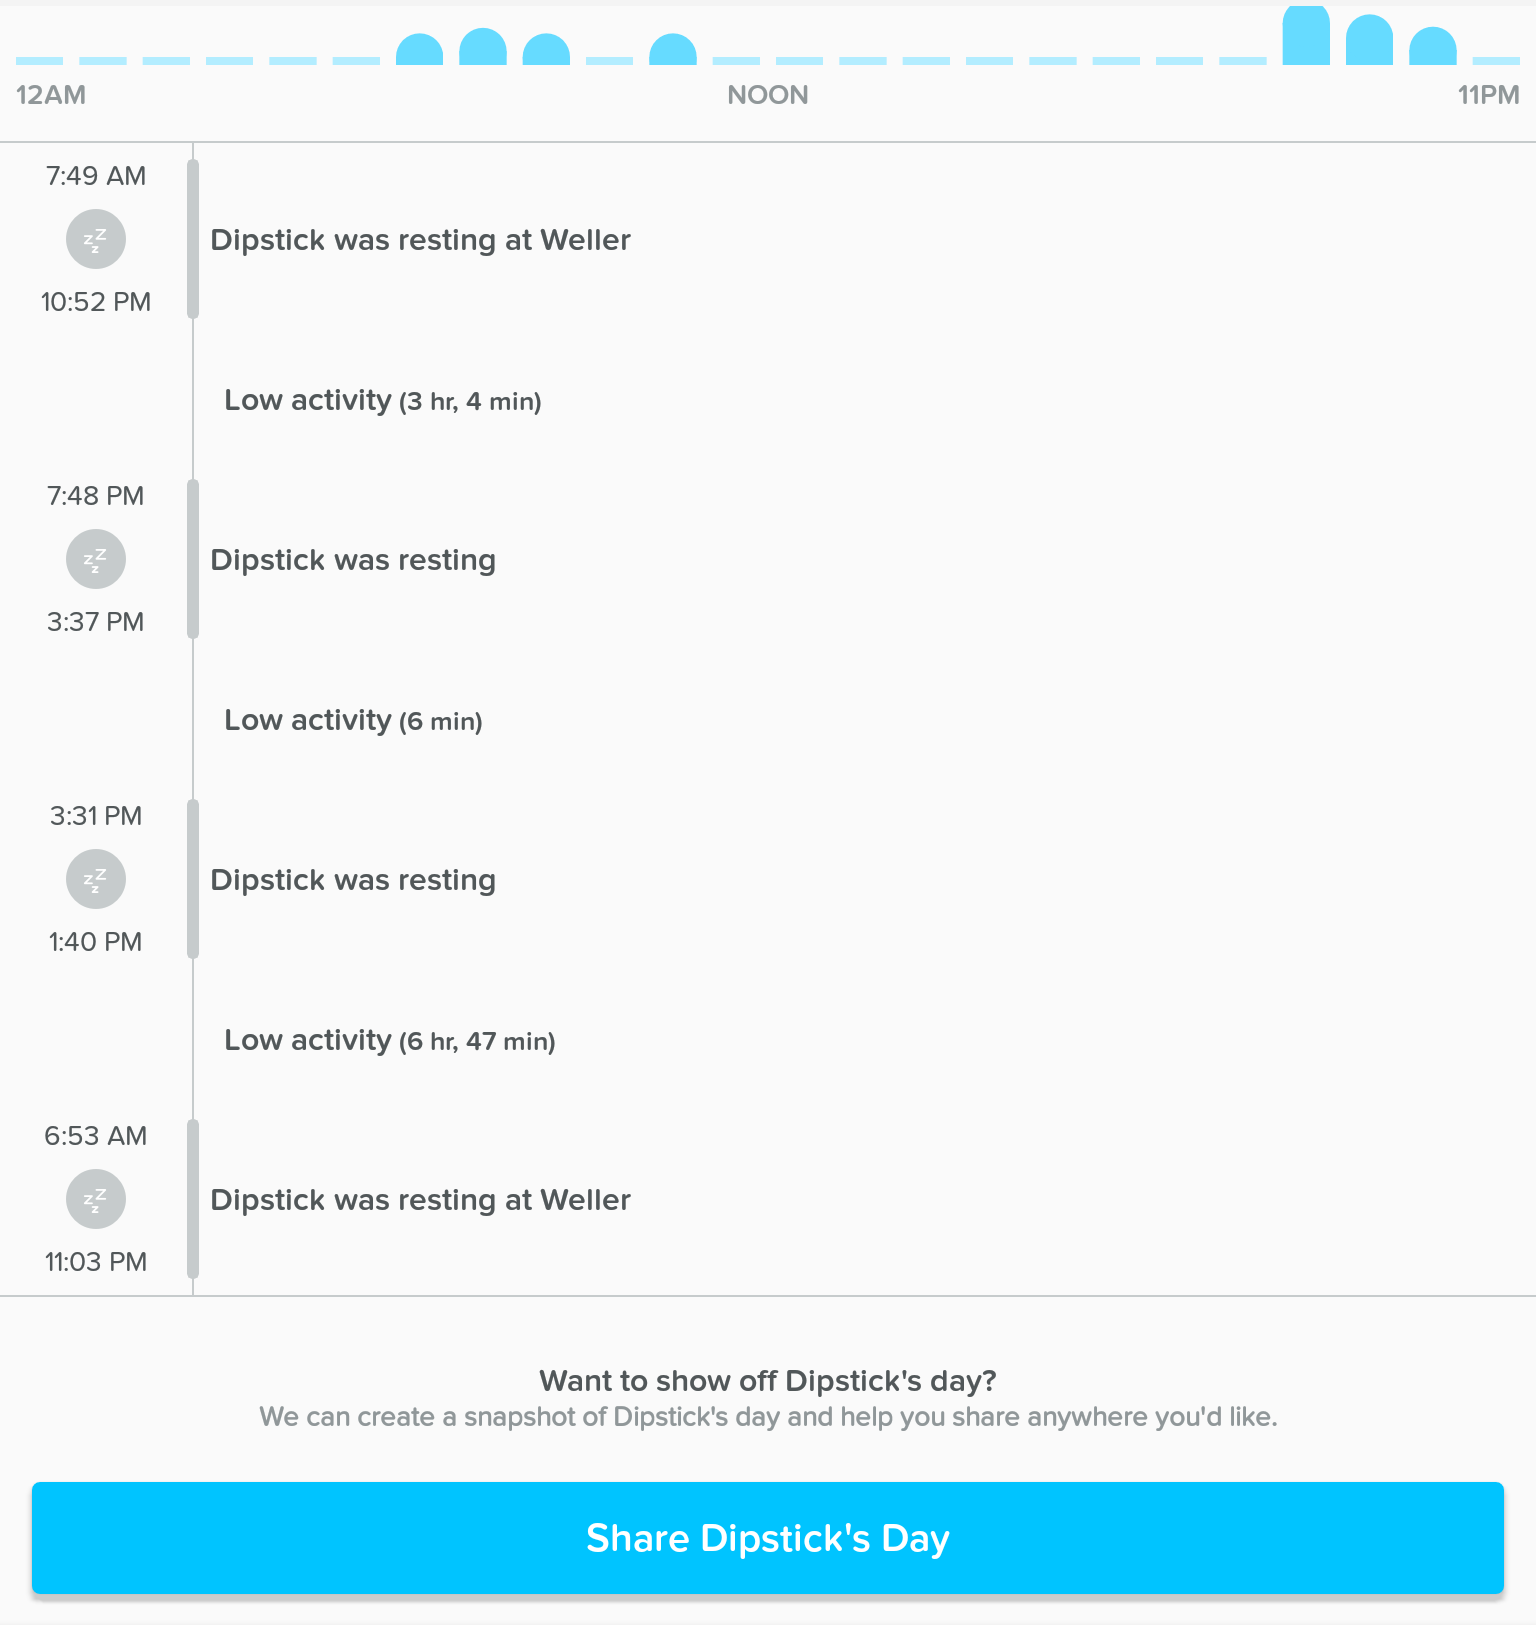 12AM NOON 11PM
7:49 AM
zzz
Dipstick was resting at Weller
10:52 PM
Low activity (3 hr, 4 min)
7:48 PM
zzz
Dipstick was resting
3:37 PM
Low activity (6 min)
3:31 PM
zzz
Dipstick was resting
1:40 PM
Low activity (6 hr, 47 min)
6:53 AM
zzz
Dipstick was resting at Weller
11:03 PM
Want to show off Dipstick's day?
We can create a snapshot of Dipstick's day and help you share anywhere you'd like.
Share Dipstick's Day